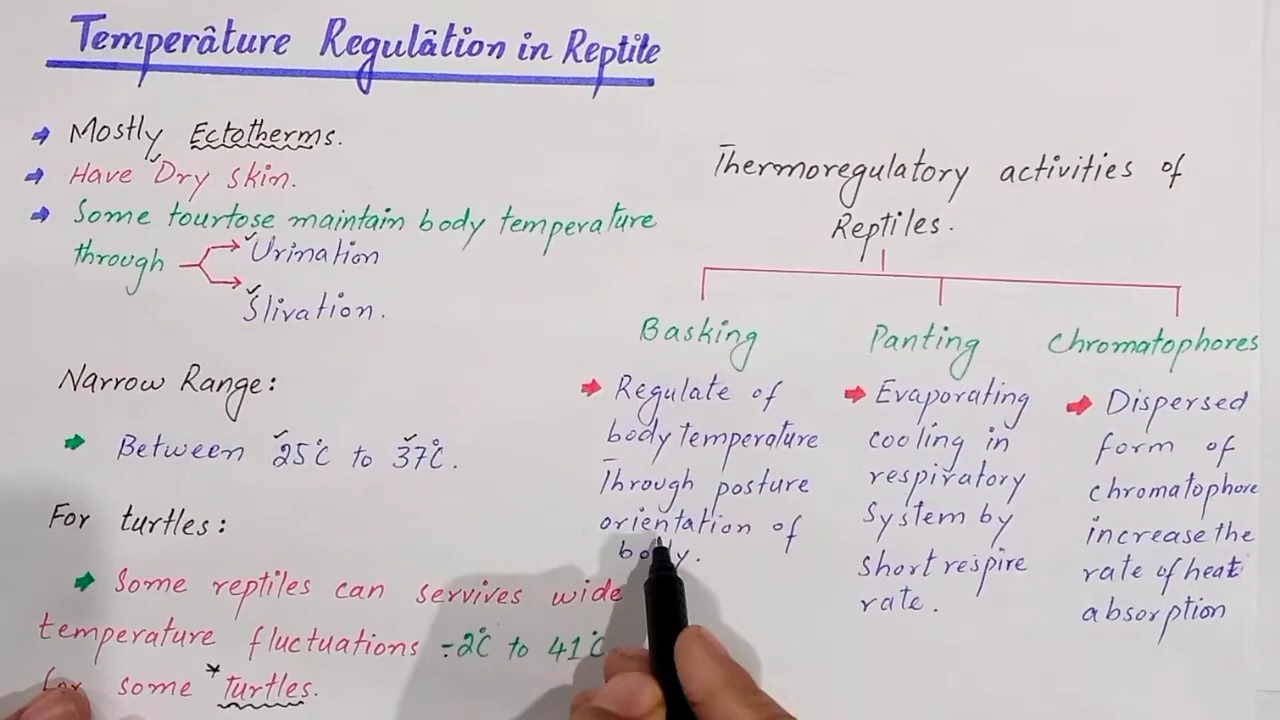 Temperâture Regulâtion in Reptile
Mostly Ectotherms.
Have Dry skin.
Some tourtose maintain body temperature
through
Urination
Slivation.
Narrow Range:
Between 25°C to 37°C.
For turtles:
Some reptiles can servives wide
temperature fluctuations -2°C to 41°C
for some *Turtles.
Thermoregulatory activities of
Reptiles.
Basking
Regulate of
body temperature
Through posture
orientation of
body.
Panting
Evaporating
cooling in
respiratory
System by
short respire
rate.
Chromatophores
Dispersed
form of
chromatophore
increase the
rate of heat
absorption